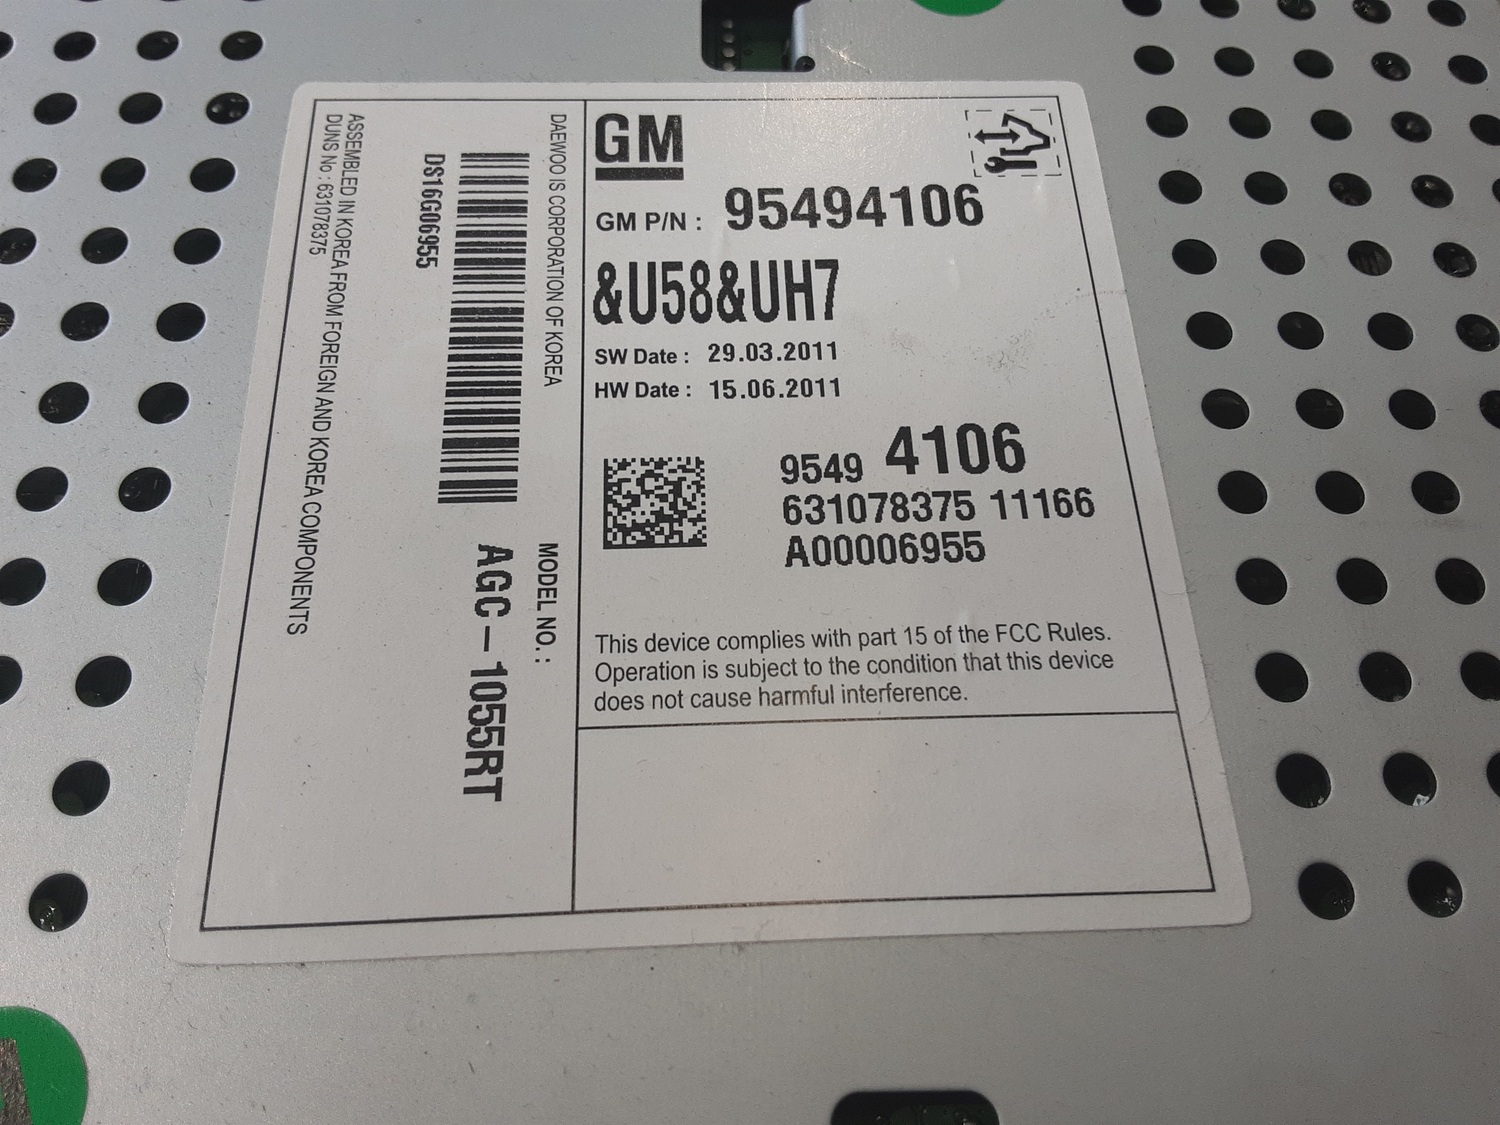 GM
GM P/N : 95494106
&U58&UH7
SW Date : 29.03.2011
HW Date : 15.06.2011
9549 4106
631078375 11166
A00006955
This device complies with part 15 of the FCC Rules.
Operation is subject to the condition that this device
does not cause harmful interference.
DAEWOO IS CORPORATION OF KOREA
MODEL NO. :
AGC - 1055RT
DS16G06955
ASSEMBLED IN KOREA FROM FOREIGN AND KOREA COMPONENTS
DUNS No : 631078375